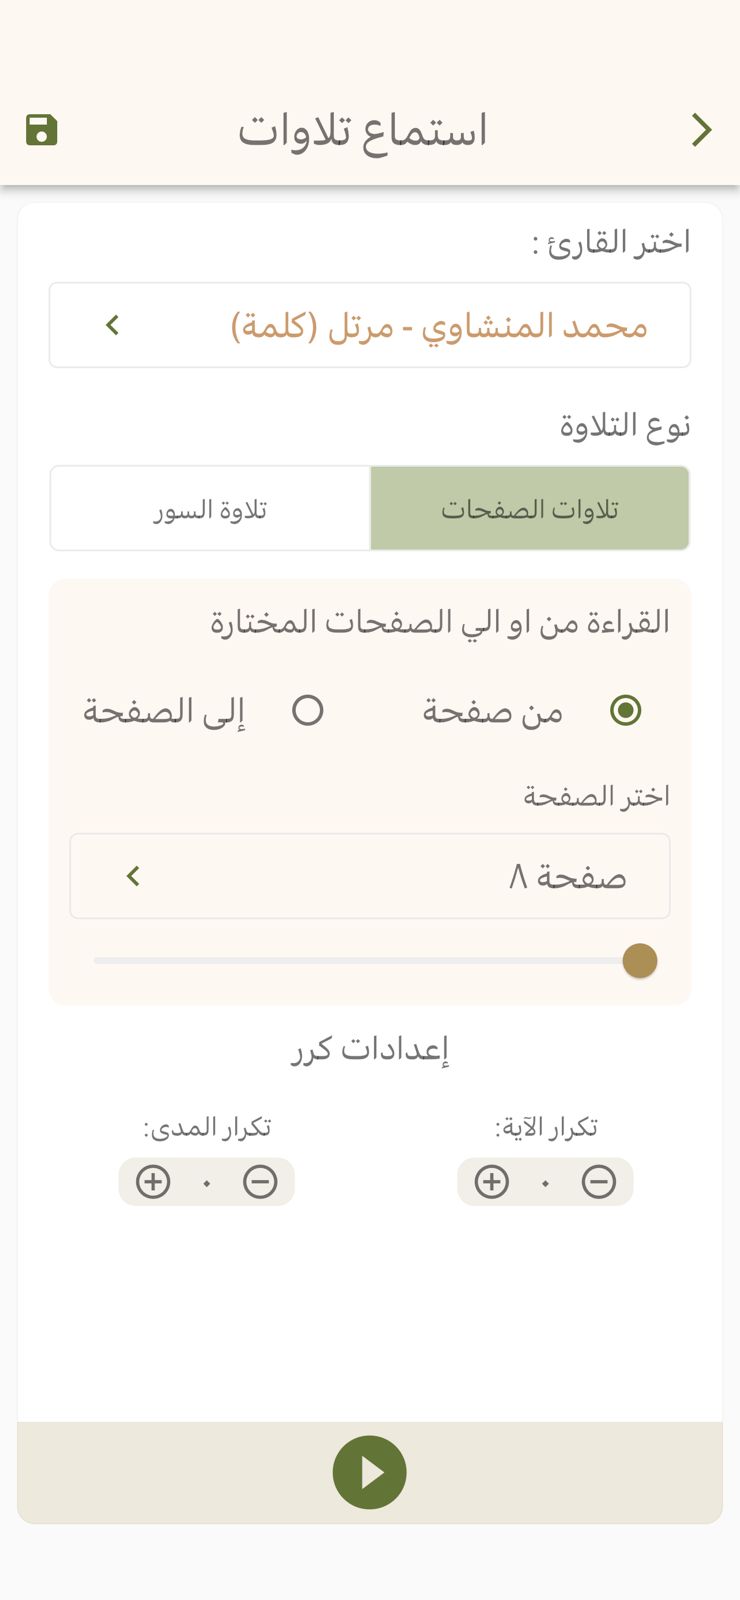 استماع تلاوات
اختر القارئ :
محمد المنشاوي - مرتل (كلمة)
نوع التلاوة
تلاوات الصفحات
تلاوة السور
القراءة من او الي الصفحات المختارة
من صفحة
إلى الصفحة
اختر الصفحة
صفحة ٨
إعدادات كرر
تكرار الآية:
تكرار المدى:
٠
٠